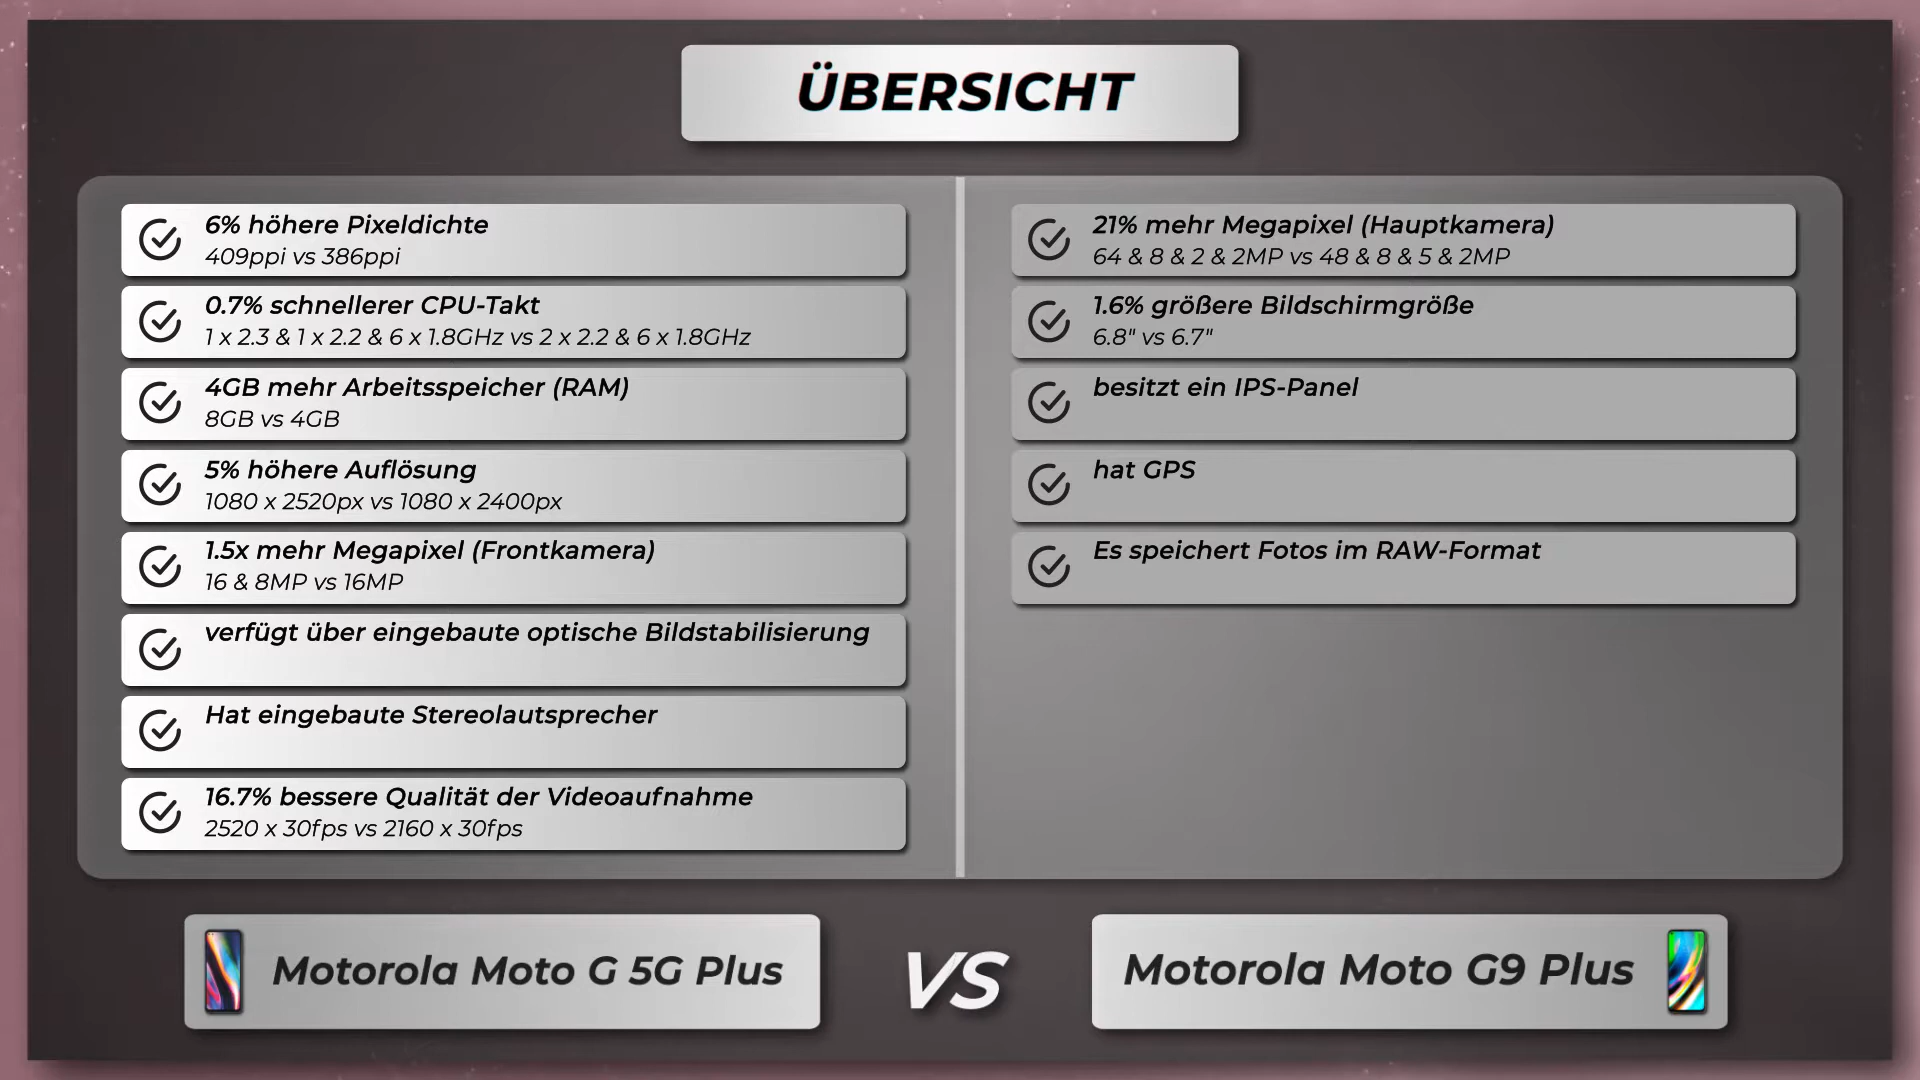 ÜBERSICHT
6% höhere Pixeldichte
409ppi vs 386ppi
0.7% schnellerer CPU-Takt
1 x 2.3 & 1 x 2.2 & 6 x 1.8GHz vs 2 x 2.2 & 6 x 1.8GHz
4GB mehr Arbeitsspeicher (RAM)
8GB vs 4GB
5% höhere Auflösung
1080 x 2520px vs 1080 x 2400px
1.5x mehr Megapixel (Frontkamera)
16 & 8MP vs 16MP
verfügt über eingebaute optische Bildstabilisierung
Hat eingebaute Stereolautsprecher
16.7% bessere Qualität der Videoaufnahme
2520 x 30fps vs 2160 x 30fps
21% mehr Megapixel (Hauptkamera)
64 & 8 & 2 & 2MP vs 48 & 8 & 5 & 2MP
1.6% größere Bildschirmgröße
6.8" vs 6.7"
besitzt ein IPS-Panel
hat GPS
Es speichert Fotos im RAW-Format
Motorola Moto G 5G Plus
VS
Motorola Moto G9 Plus